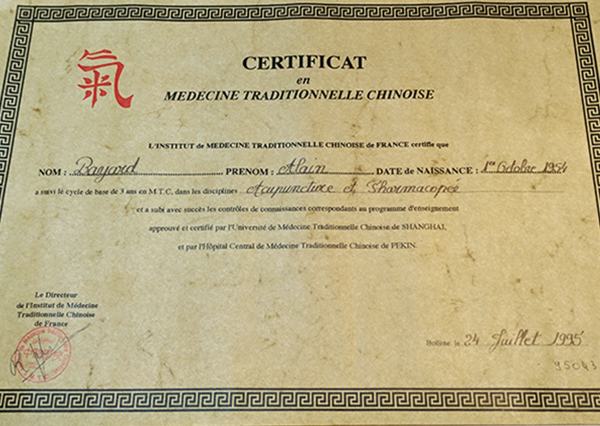 氣
CERTIFICAT
en
MEDECINE TRADITIONNELLE CHINOISE
L'INSTITUT de MEDECINE TRADITIONNELLE CHINOISE de FRANCE certifie que
NOM : Bayard PRENOM : Alain DATE de NAISSANCE : 1er Octobre 1954
a suivi le cycle de base de 3 ans en M.T.C, dans les disciplines Acupuncture et Pharmacopée
et a subi avec succès les contrôles de connaissances correspondants au programme d'enseignement
approuvé et certifié par l'Université de Médecine Traditionnelle Chinoise de SHANGHAI,
et par l'Hôpital Central de Médecine Traditionnelle Chinoise de PEKIN.
Le Directeur
de l'Institut de Médecine
Traditionnelle Chinoise
de France
Bollène le 24 Juillet 1995
95043